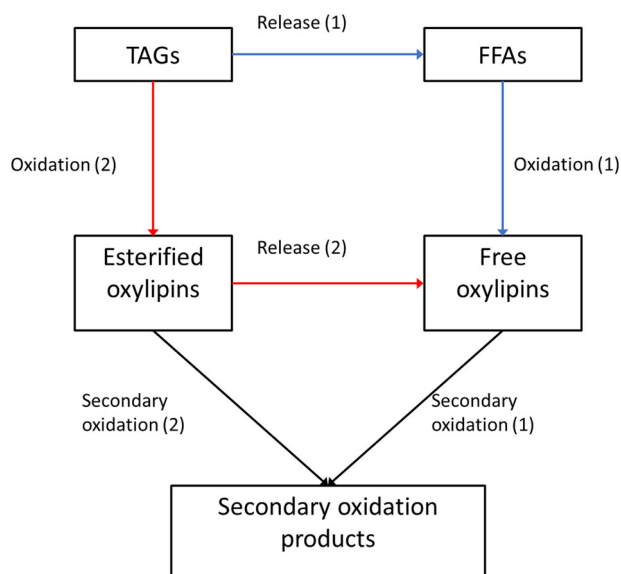 Release (1)
TAGs
FFAs
Oxidation (2)
Oxidation (1)
Esterified
oxylipins
Release (2)
Free
oxylipins
Secondary
oxidation (2)
Secondary
oxidation (1)
Secondary oxidation
products